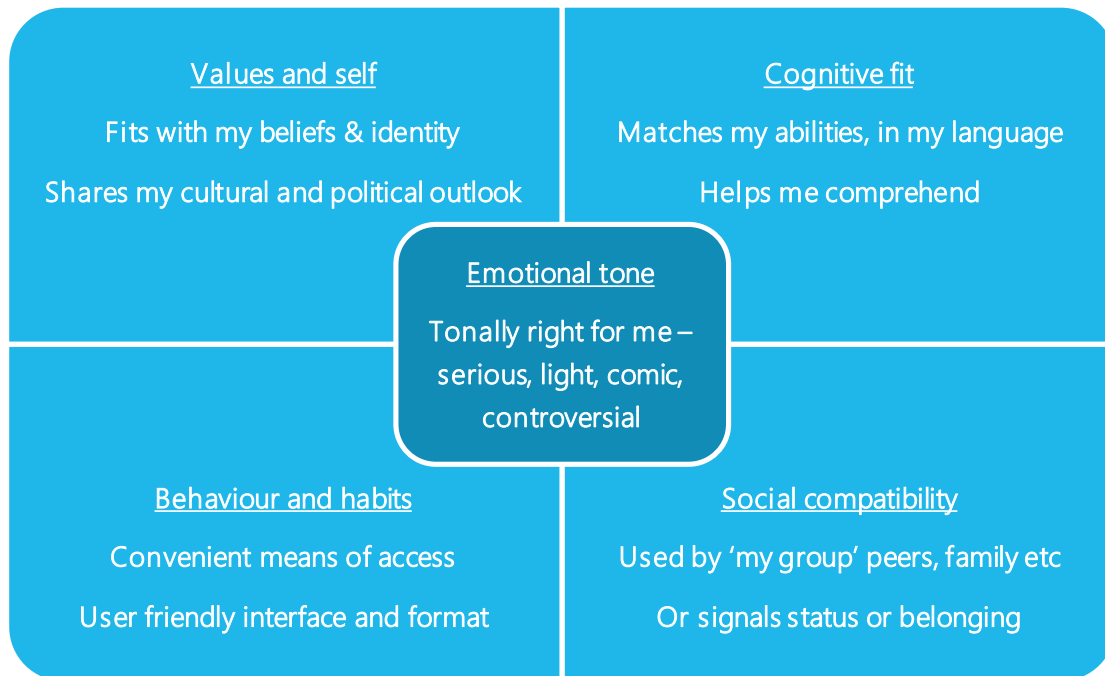 Values and self
Fits with my beliefs & identity
Shares my cultural and political outlook
Cognitive fit
Matches my abilities, in my language
Helps me comprehend
Emotional tone
Tonally right for me –
serious, light, comic,
controversial
Behaviour and habits
Convenient means of access
User friendly interface and format
Social compatibility
Used by ‘my group’ peers, family etc
Or signals status or belonging